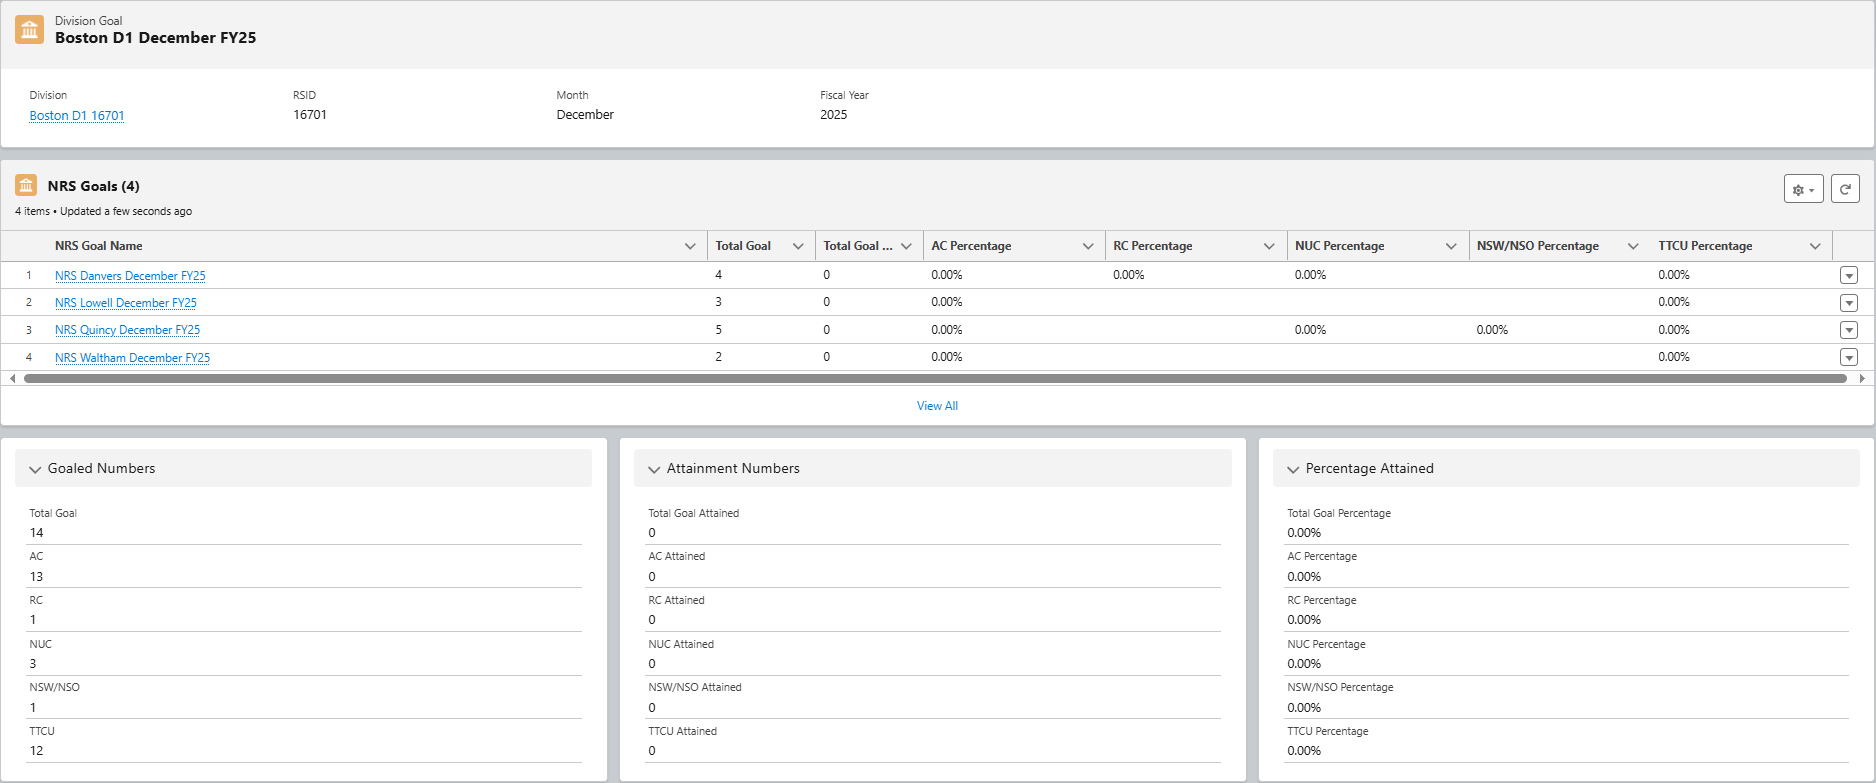 Division Goal
Boston D1 December FY25
Division RSID Month Fiscal Year
Boston D1 16701 16701 December 2025
NRS Goals (4)
4 items • Updated a few seconds ago
NRS Goal Name Total Goal Total Goal ... AC Percentage RC Percentage NUC Percentage NSW/NSO Percentage TTCU Percentage
1 NRS Danvers December FY25 4 0 0.00% 0.00% 0.00% 0.00%
2 NRS Lowell December FY25 3 0 0.00% 0.00%
3 NRS Quincy December FY25 5 0 0.00% 0.00% 0.00% 0.00%
4 NRS Waltham December FY25 2 0 0.00% 0.00%
View All
Goaled Numbers
Total Goal
14
AC
13
RC
1
NUC
3
NSW/NSO
1
TTCU
12
Attainment Numbers
Total Goal Attained
0
AC Attained
0
RC Attained
0
NUC Attained
0
NSW/NSO Attained
0
TTCU Attained
0
Percentage Attained
Total Goal Percentage
0.00%
AC Percentage
0.00%
RC Percentage
0.00%
NUC Percentage
0.00%
NSW/NSO Percentage
0.00%
TTCU Percentage
0.00%